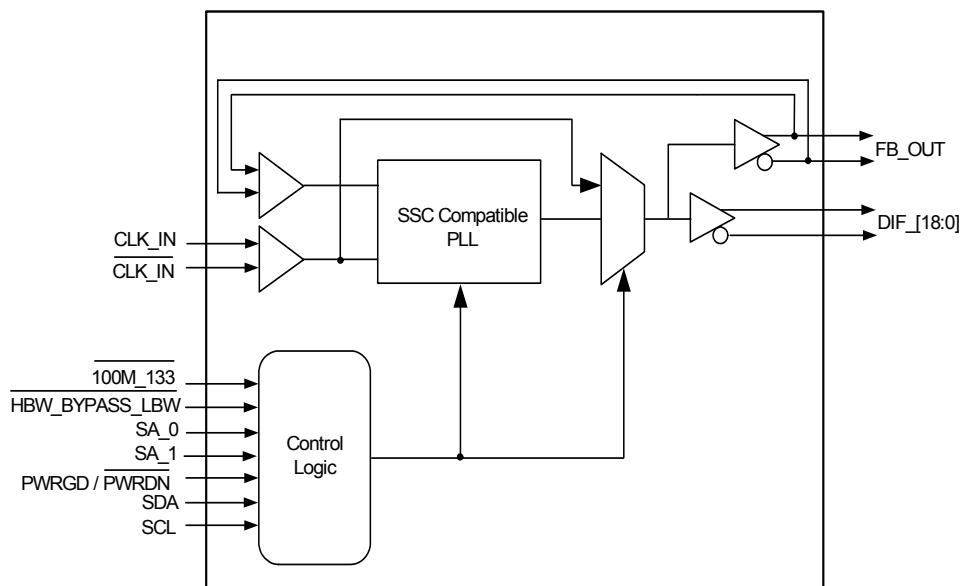 FB_OUT
SSC Compatible
PLL
DIF_[18:0]
CLK_IN
CLK_IN
100M_133
HBW_BYPASS_LBW
SA_0
SA_1
PWRGD / PWRDN
SDA
SCL
Control
Logic